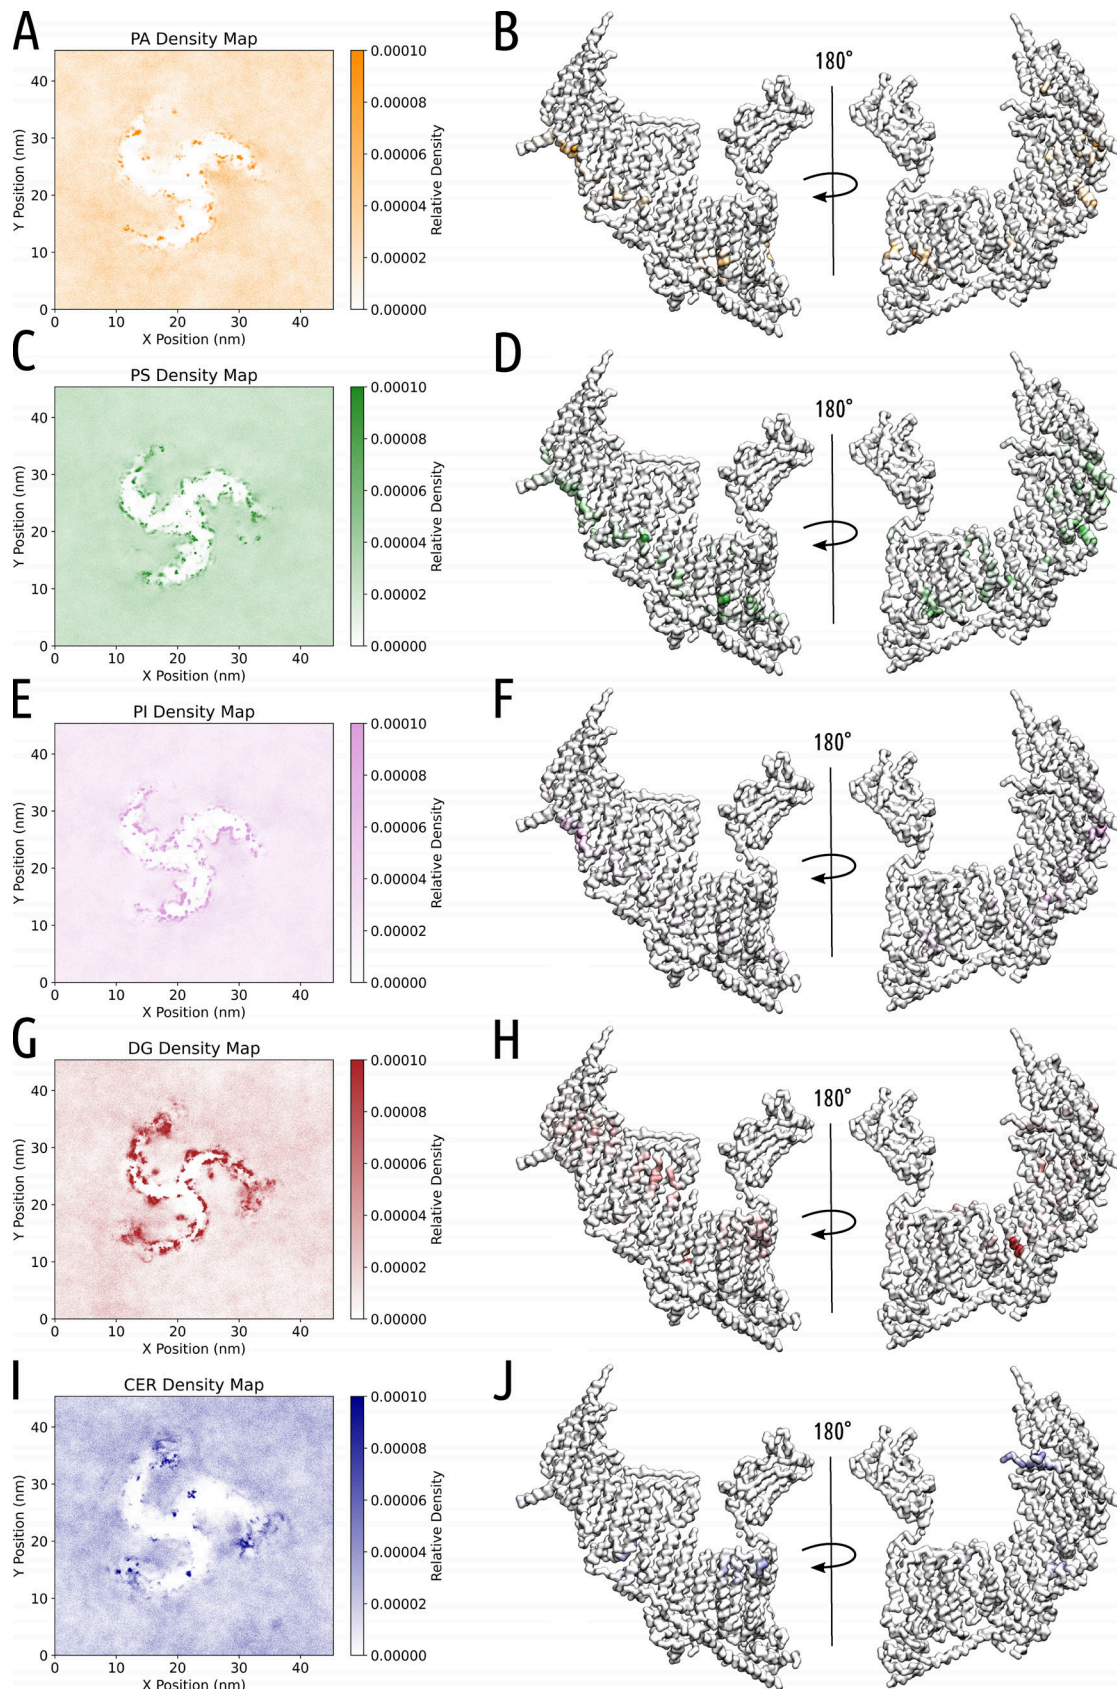 A
PA Density Map
Y Position (nm)
40
30
20
10
0
0 10 20 30 40
X Position (nm)
0.00010
0.00008
0.00006
0.00004
0.00002
0.00000
Relative Density
B
180°
C
PS Density Map
Y Position (nm)
40
30
20
10
0
0 10 20 30 40
X Position (nm)
0.00010
0.00008
0.00006
0.00004
0.00002
0.00000
Relative Density
D
180°
E
PI Density Map
Y Position (nm)
40
30
20
10
0
0 10 20 30 40
X Position (nm)
0.00010
0.00008
0.00006
0.00004
0.00002
0.00000
Relative Density
F
180°
G
DG Density Map
Y Position (nm)
40
30
20
10
0
0 10 20 30 40
X Position (nm)
0.00010
0.00008
0.00006
0.00004
0.00002
0.00000
Relative Density
H
180°
I
CER Density Map
Y Position (nm)
40
30
20
10
0
0 10 20 30 40
X Position (nm)
0.00010
0.00008
0.00006
0.00004
0.00002
0.00000
Relative Density
J
180°